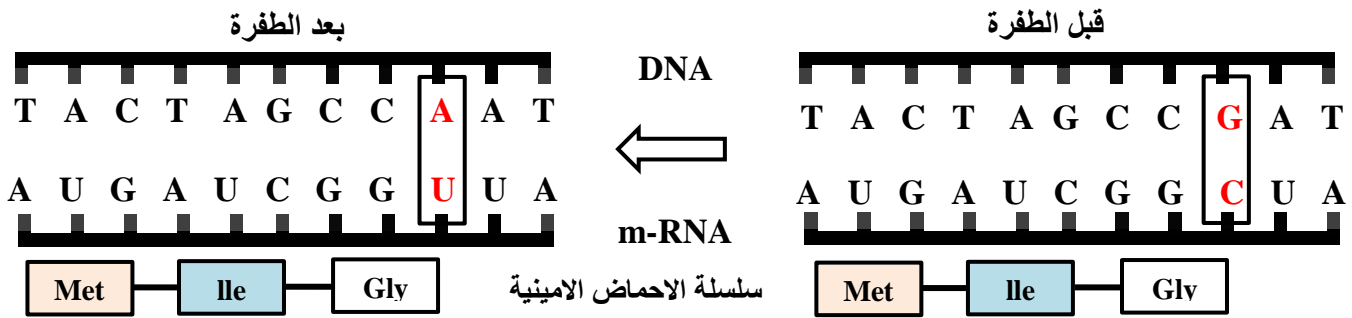 قبل الطفرة
T A C T A G C C G A T
A U G A U C G G C U A
Met lle Gly
DNA
m-RNA
سلسلة الاحماض الامينية
بعد الطفرة
T A C T A G C C A A T
A U G A U C G G U U A
Met lle Gly